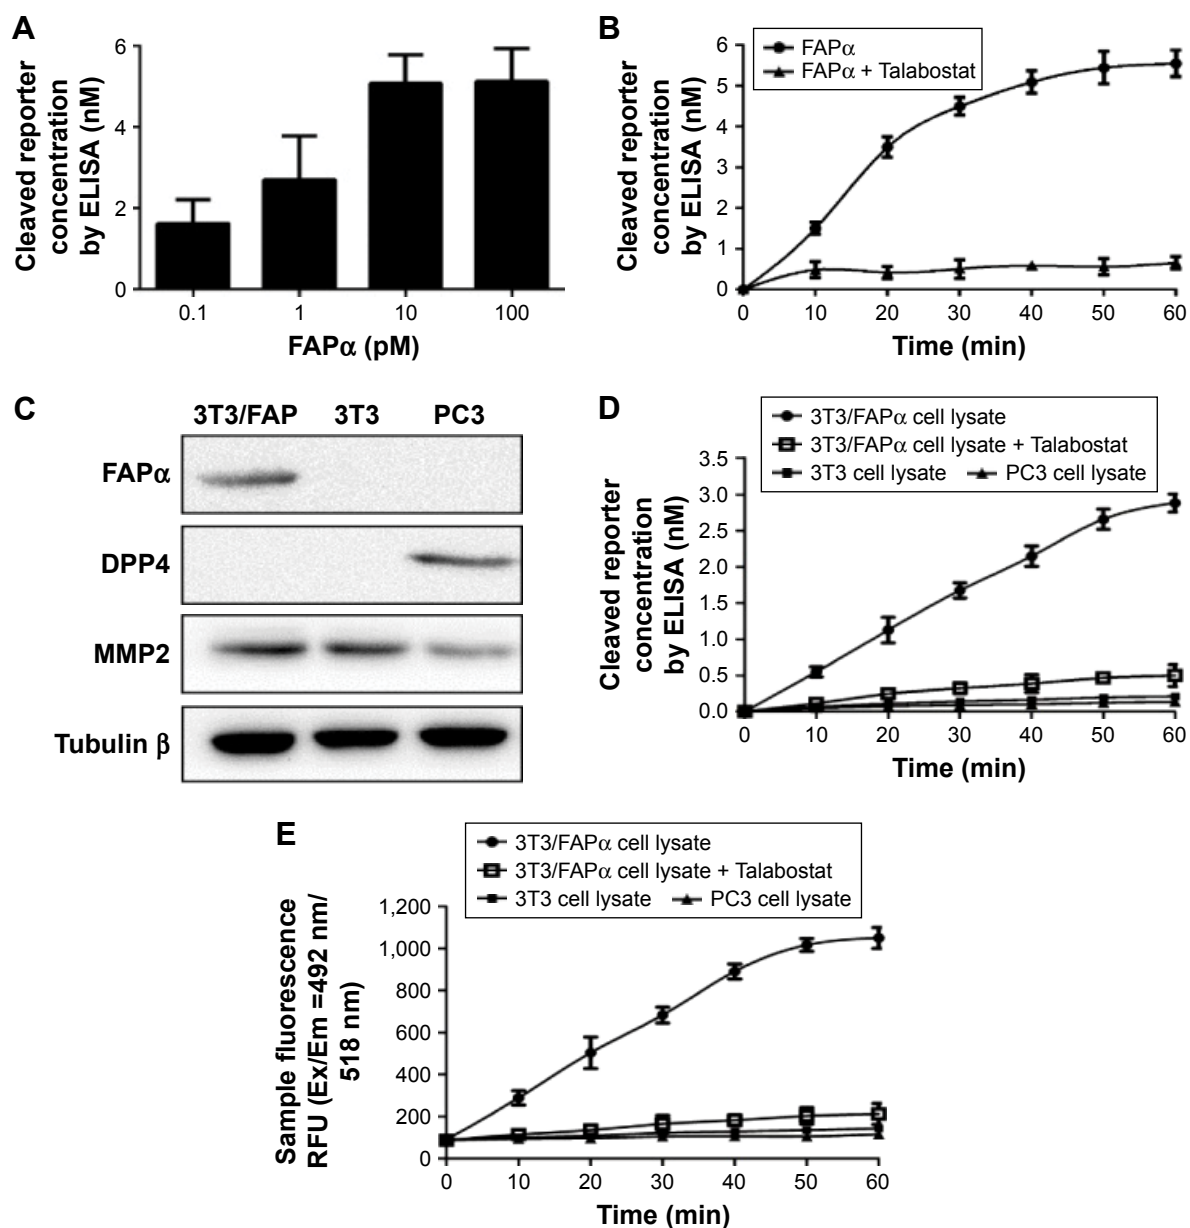 A
Cleaved reporter
concentration
by ELISA (nM)
6
4
2
0
0.1 1 10 100
FAPα (pM)
B
FAPα
FAPα + Talabostat
Cleaved reporter
concentration
by ELISA (nM)
6
5
4
3
2
1
0
0 10 20 30 40 50 60
Time (min)
C
3T3/FAP 3T3 PC3
FAPα
DPP4
MMP2
Tubulin β
D
3T3/FAPα cell lysate
3T3/FAPα cell lysate + Talabostat
3T3 cell lysate PC3 cell lysate
Cleaved reporter
concentration
by ELISA (nM)
3.5
3.0
2.5
2.0
1.5
1.0
0.5
0.0
0 10 20 30 40 50 60
Time (min)
E
3T3/FAPα cell lysate
3T3/FAPα cell lysate + Talabostat
3T3 cell lysate PC3 cell lysate
Sample fluorescence
RFU (Ex/Em =492 nm/
518 nm)
1,200
1,000
800
600
400
200
0
0 10 20 30 40 50 60
Time (min)